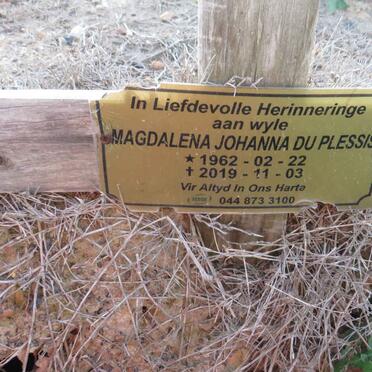 In Liefdevolle Herinneringe
aan wyle
MAGDALENA JOHANNA DU PLESSIS
★ 1962 - 02 - 22
✝ 2019 - 11 - 03
Vir Altyd In Ons Harte
044 873 3100